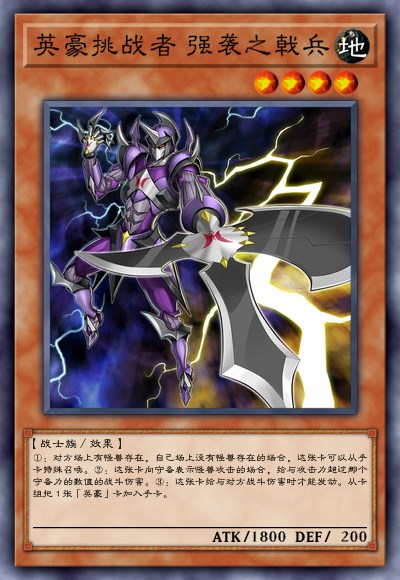 英豪挑战者 强袭之戟兵
地
【战士族／效果】
①：对方场上有怪兽存在，自己场上没有怪兽存在的场合，这张卡可以从手
卡特殊召唤。②：这张卡向守备表示怪兽攻击的场合，给与攻击力超过那个
守备力的数值的战斗伤害。③：这张卡给与对方战斗伤害时才能发动。从卡
组把1张「英豪」卡加入手卡。
ATK/1800 DEF/ 200